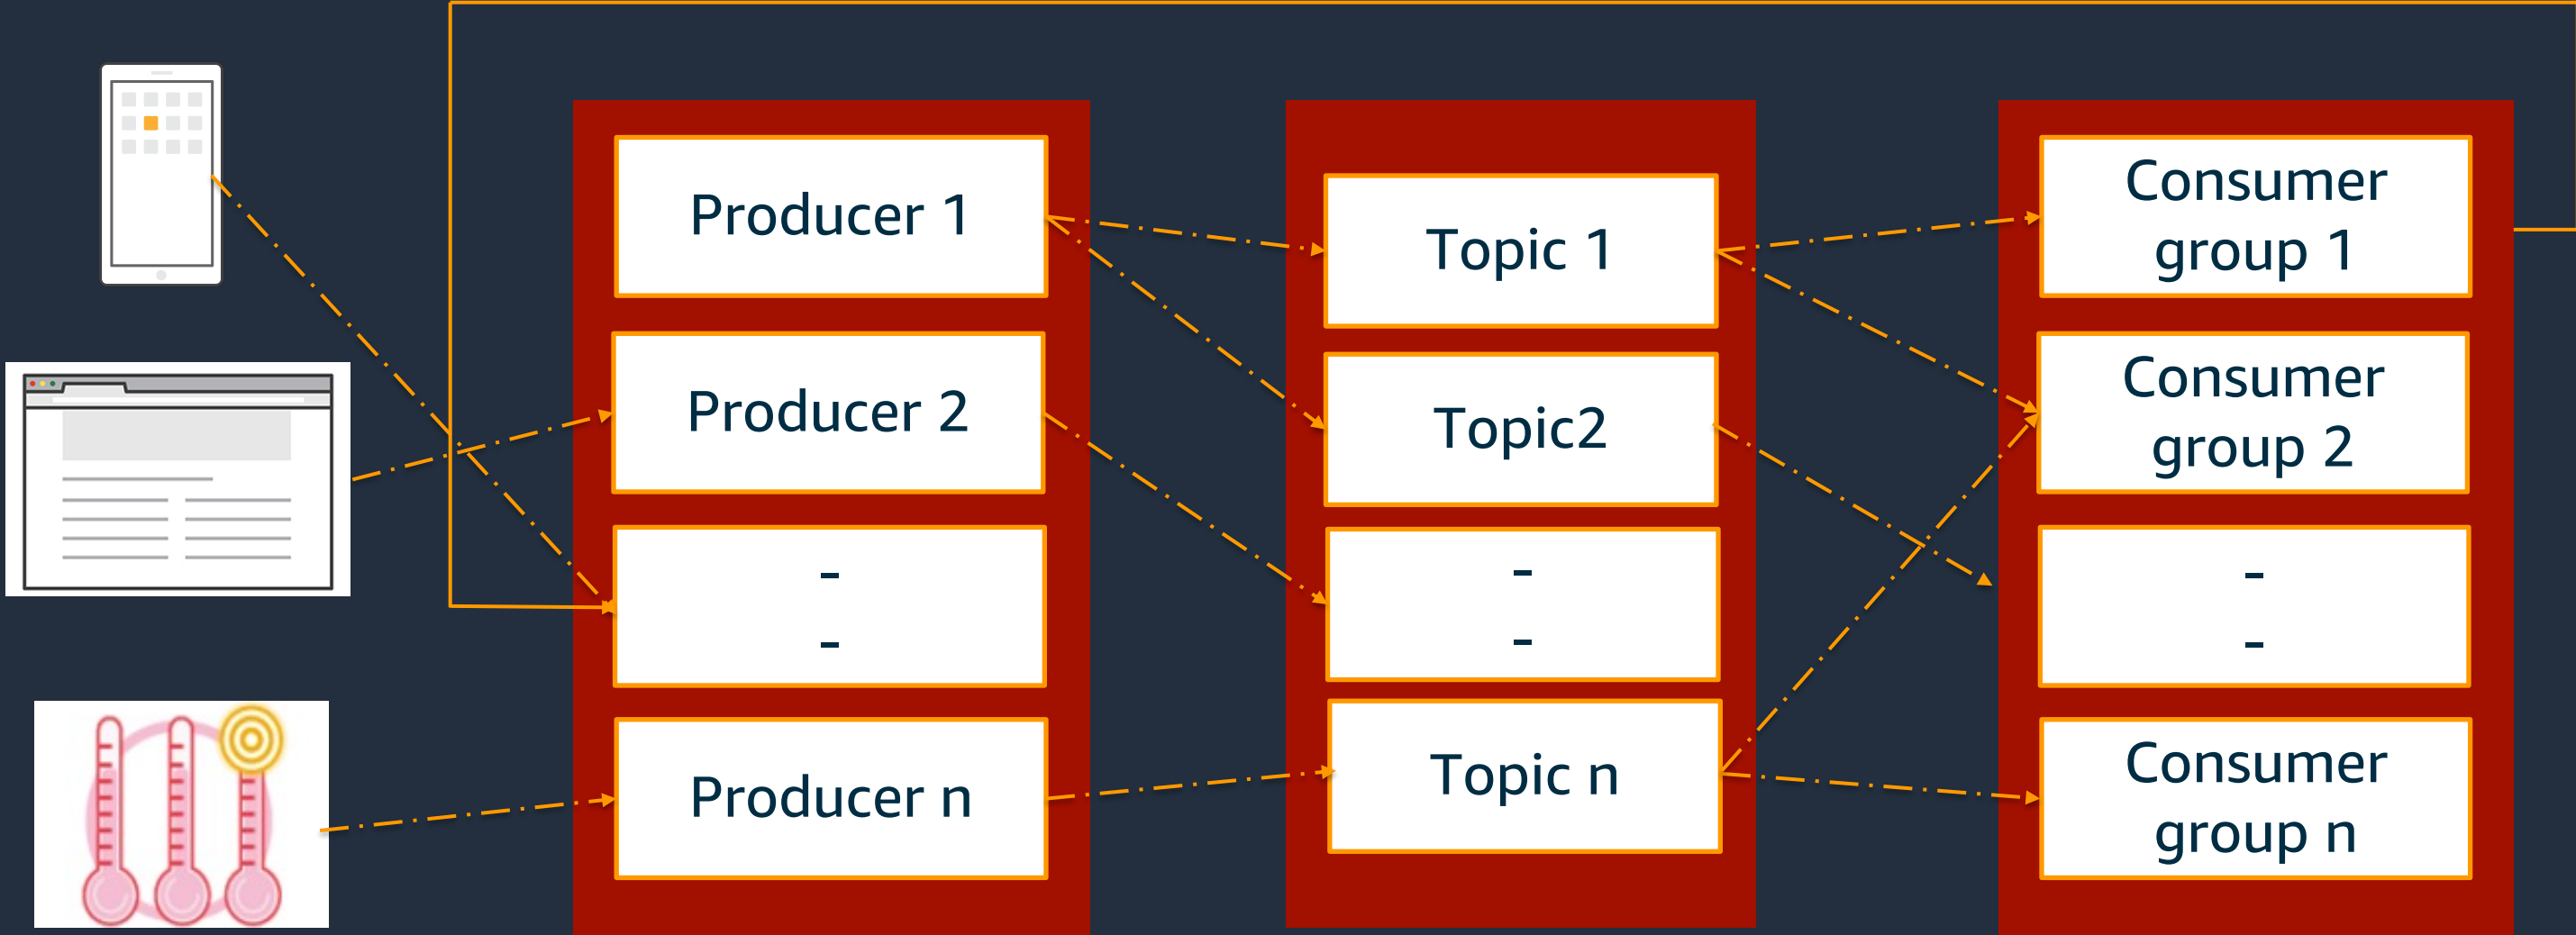 Producer 1
Producer 2
-
-
Producer n
Topic 1
Topic2
-
-
Topic n
Consumer
group 1
Consumer
group 2
-
-
Consumer
group n